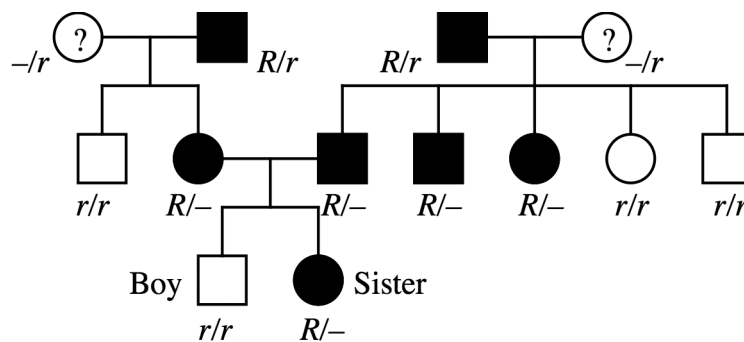 ? ?
–/r R/r R/r –/r
r/r R/– R/– R/– R/– r/r r/r
Boy Sister
r/r R/–